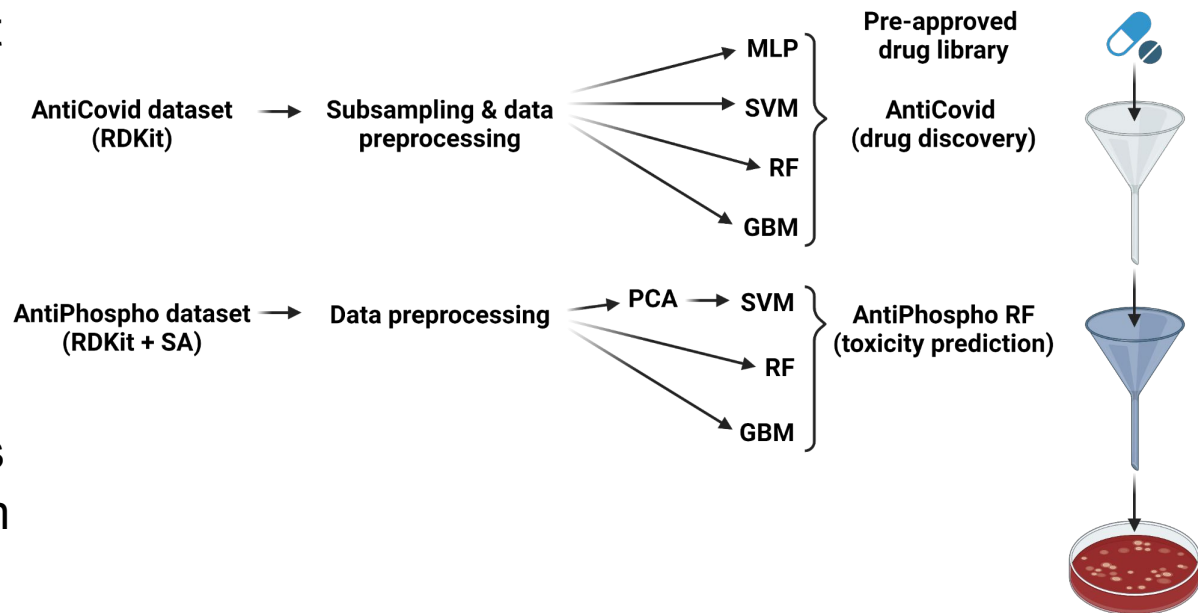 AntiCovid dataset
(RDKit)
Subsampling & data
preprocessing
MLP
SVM
RF
GBM
Pre-approved
drug library
AntiCovid
(drug discovery)
AntiPhospho dataset
(RDKit + SA)
Data preprocessing
PCA
SVM
RF
GBM
AntiPhospho RF
(toxicity prediction)